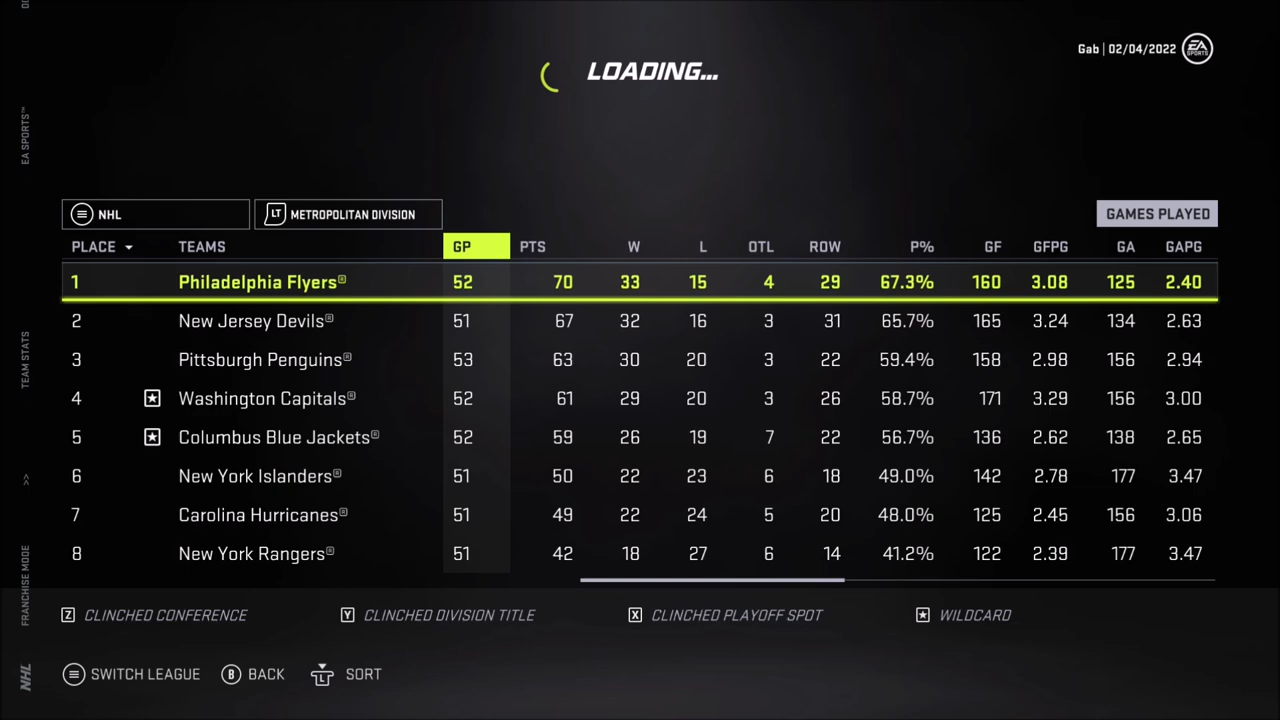 Gab | 02/04/2022
EA SPORTS
LOADING...
EA SPORTS™
TEAM STATS
>>
FRANCHISE MODE
NHL
NHL
LT METROPOLITAN DIVISION
GAMES PLAYED
PLACE TEAMS GP PTS W L OTL ROW P% GF GFPG GA GAPG
1 Philadelphia Flyers® 52 70 33 15 4 29 67.3% 160 3.08 125 2.40
2 New Jersey Devils® 51 67 32 16 3 31 65.7% 165 3.24 134 2.63
3 Pittsburgh Penguins® 53 63 30 20 3 22 59.4% 158 2.98 156 2.94
4 Washington Capitals® 52 61 29 20 3 26 58.7% 171 3.29 156 3.00
5 Columbus Blue Jackets® 52 59 26 19 7 22 56.7% 136 2.62 138 2.65
6 New York Islanders® 51 50 22 23 6 18 49.0% 142 2.78 177 3.47
7 Carolina Hurricanes® 51 49 22 24 5 20 48.0% 125 2.45 156 3.06
8 New York Rangers® 51 42 18 27 6 14 41.2% 122 2.39 177 3.47
Z CLINCHED CONFERENCE Y CLINCHED DIVISION TITLE X CLINCHED PLAYOFF SPOT ★ WILDCARD
SWITCH LEAGUE B BACK L SORT